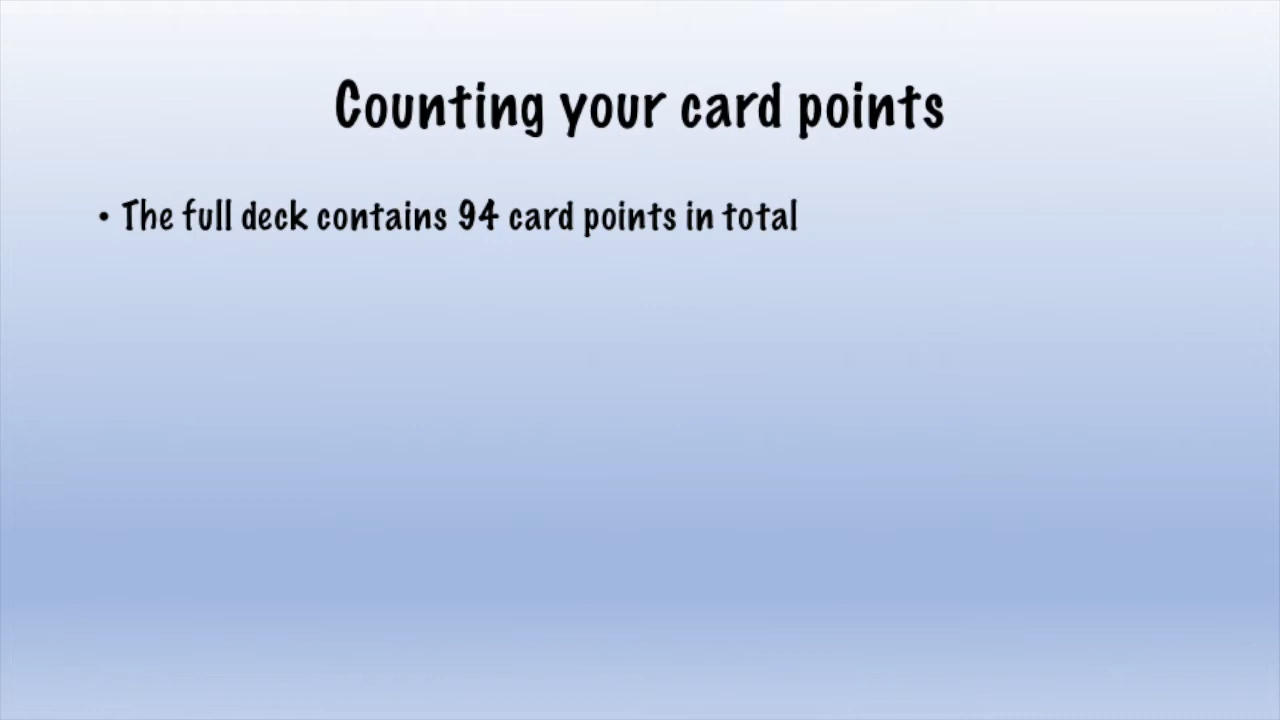 Counting your card points
• The full deck contains 94 card points in total